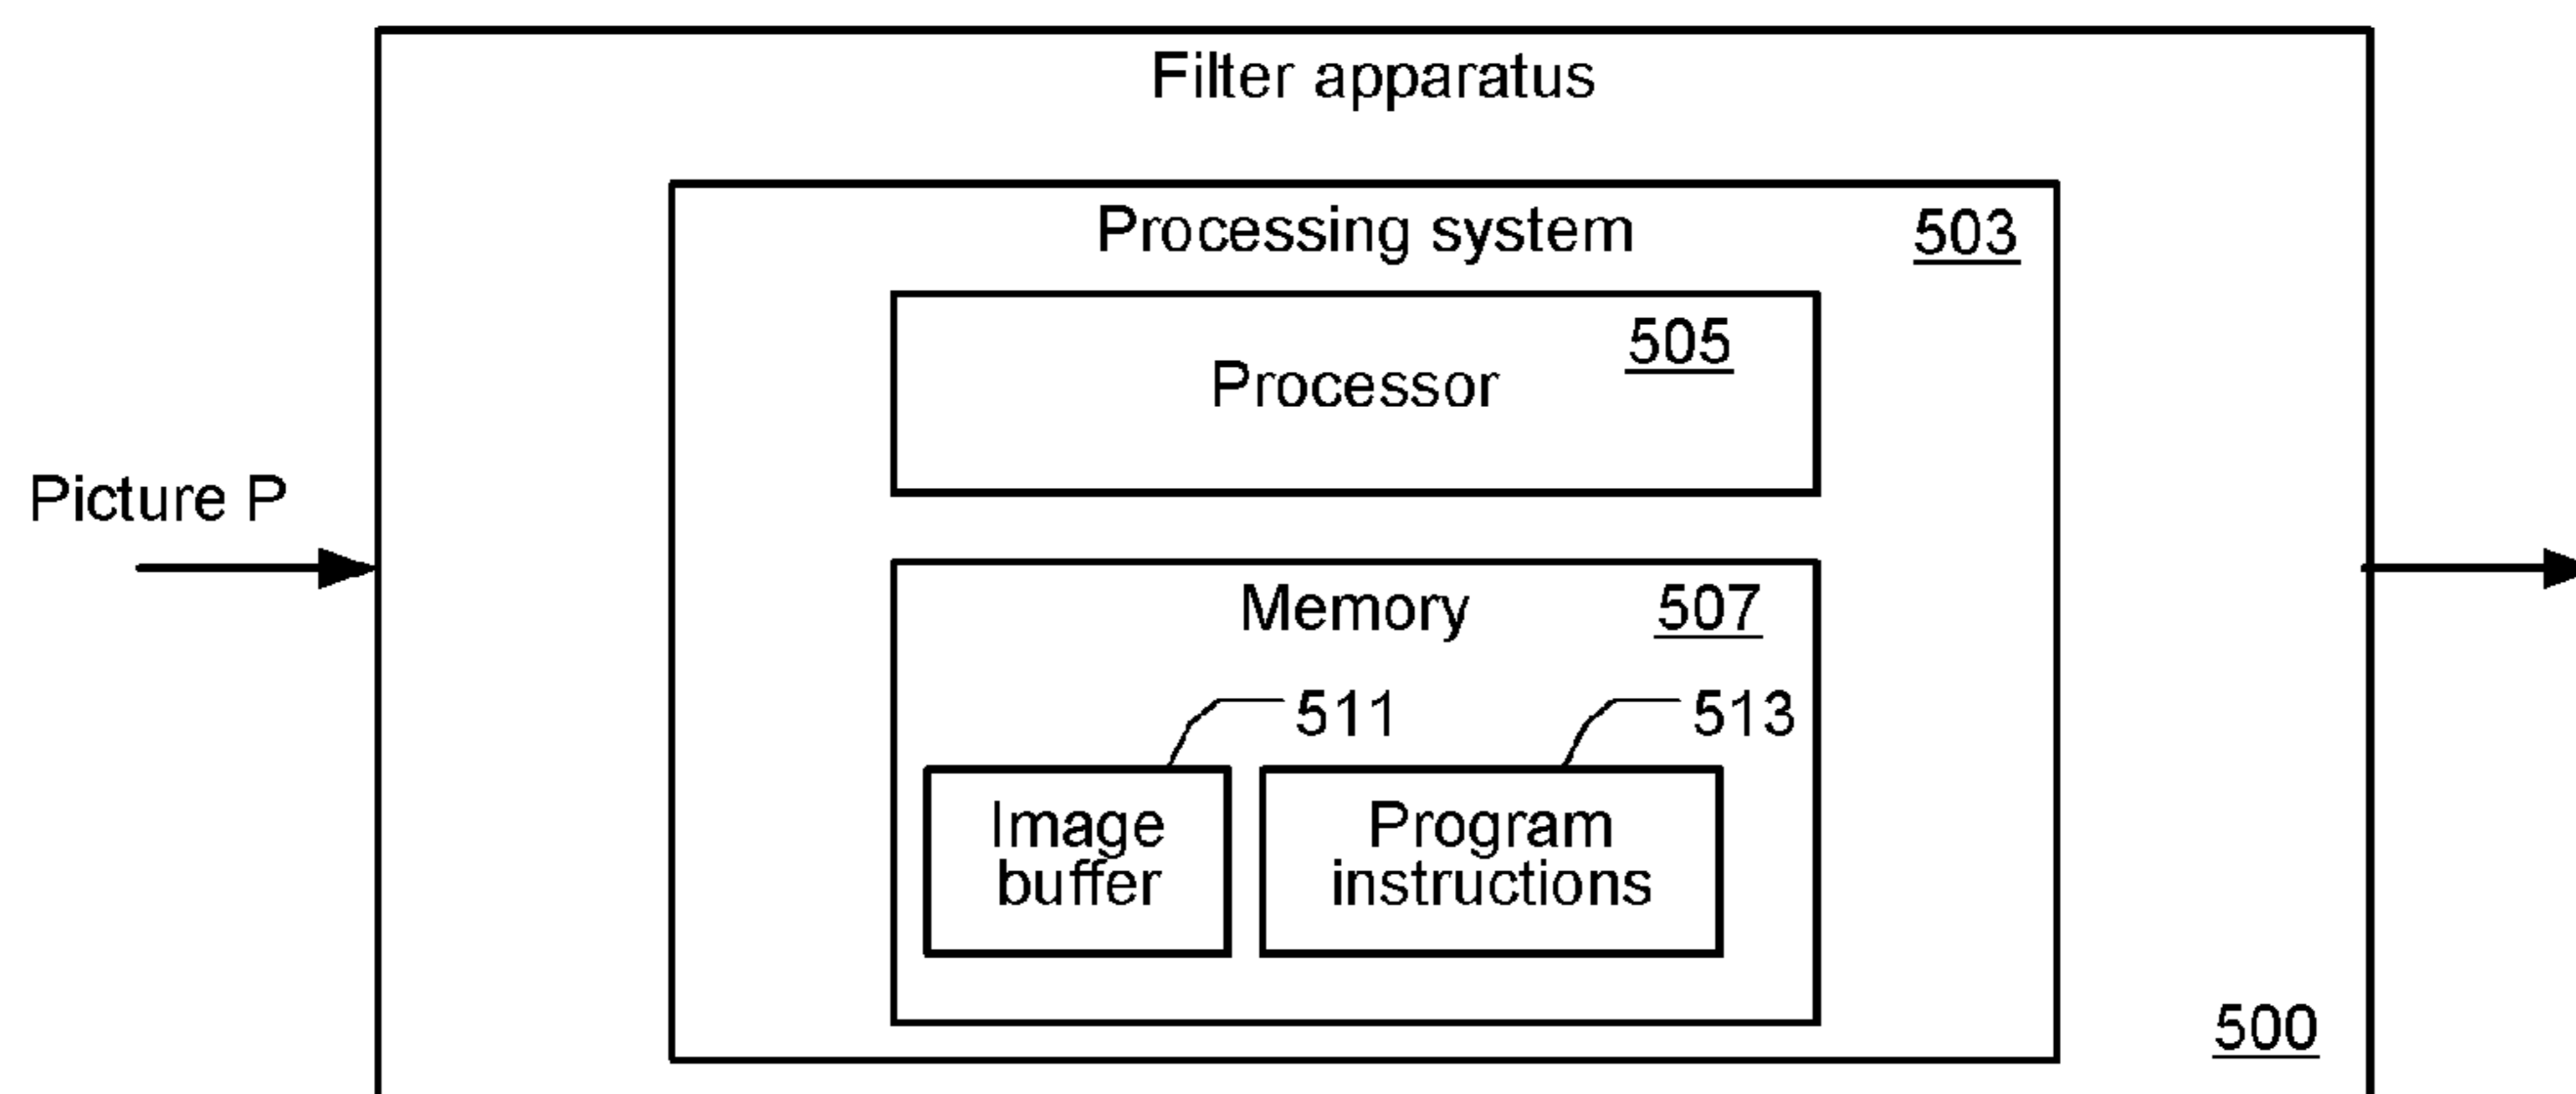 Filter apparatus
Processing system 503
505
Processor
Picture P
Memory 507
511 513
Image buffer
Program instructions
500